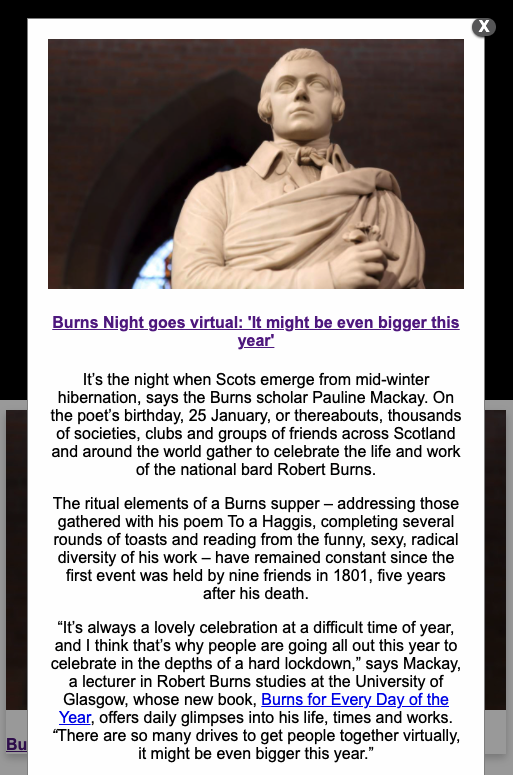 X
Burns Night goes virtual: 'It might be even bigger this
year'
It’s the night when Scots emerge from mid-winter
hibernation, says the Burns scholar Pauline Mackay. On
the poet’s birthday, 25 January, or thereabouts, thousands
of societies, clubs and groups of friends across Scotland
and around the world gather to celebrate the life and work
of the national bard Robert Burns.
The ritual elements of a Burns supper – addressing those
gathered with his poem To a Haggis, completing several
rounds of toasts and reading from the funny, sexy, radical
diversity of his work – have remained constant since the
first event was held by nine friends in 1801, five years
after his death.
“It’s always a lovely celebration at a difficult time of year,
and I think that’s why people are going all out this year to
celebrate in the depths of a hard lockdown,” says Mackay,
a lecturer in Robert Burns studies at the University of
Glasgow, whose new book, Burns for Every Day of the
Year, offers daily glimpses into his life, times and works.
“There are so many drives to get people together virtually,
it might be even bigger this year.”
Bu